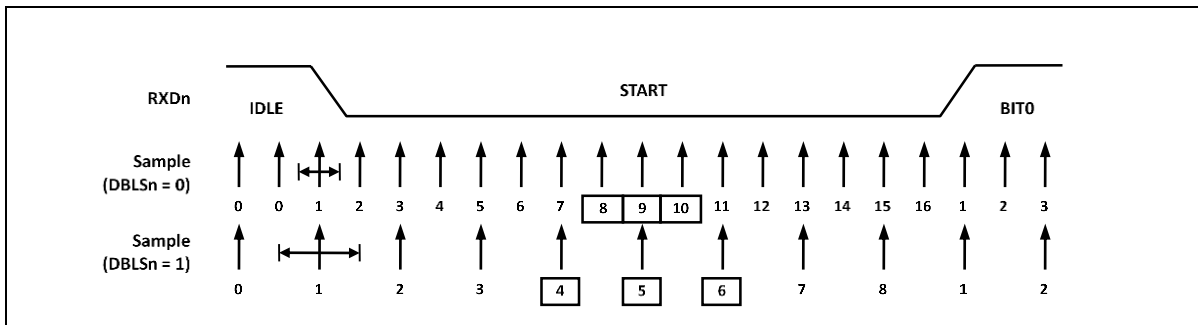 RXDn
IDLE
START
BIT0
Sample
(DBLSn = 0)
0 0 1 2 3 4 5 6 7 8 9 10 11 12 13 14 15 16 1 2 3
Sample
(DBLSn = 1)
0 1 2 3 4 5 6 7 8 1 2